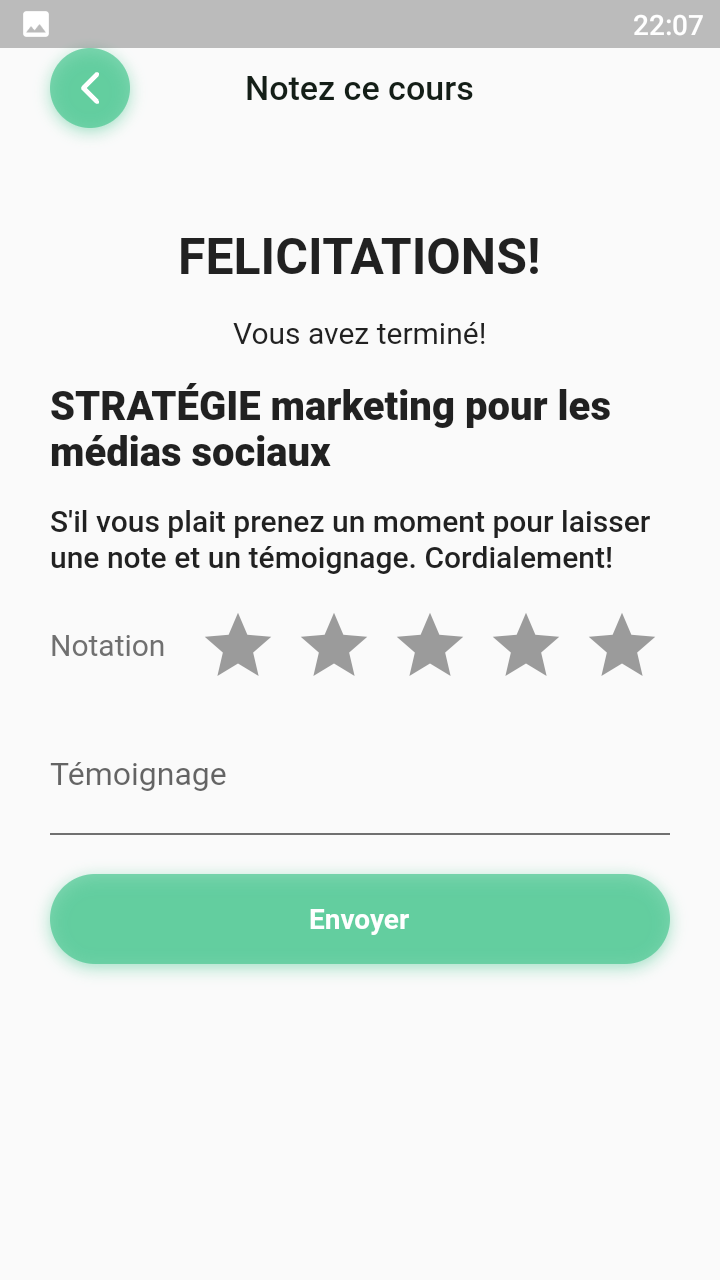 22:07
Notez ce cours
FELICITATIONS!
Vous avez terminé!
STRATÉGIE marketing pour les
médias sociaux
S'il vous plait prenez un moment pour laisser
une note et un témoignage. Cordialement!
Notation
Témoignage
Envoyer